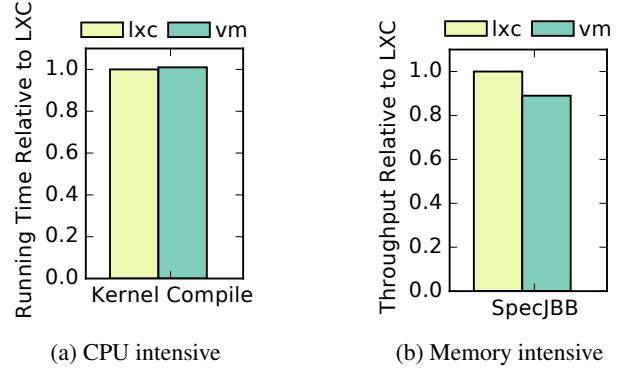 lxc vm
Running Time Relative to LXC
1.0
0.8
0.6
0.4
0.2
0.0
Kernel Compile
(a) CPU intensive
lxc vm
Throughput Relative to LXC
1.0
0.8
0.6
0.4
0.2
0.0
SpecJBB
(b) Memory intensive